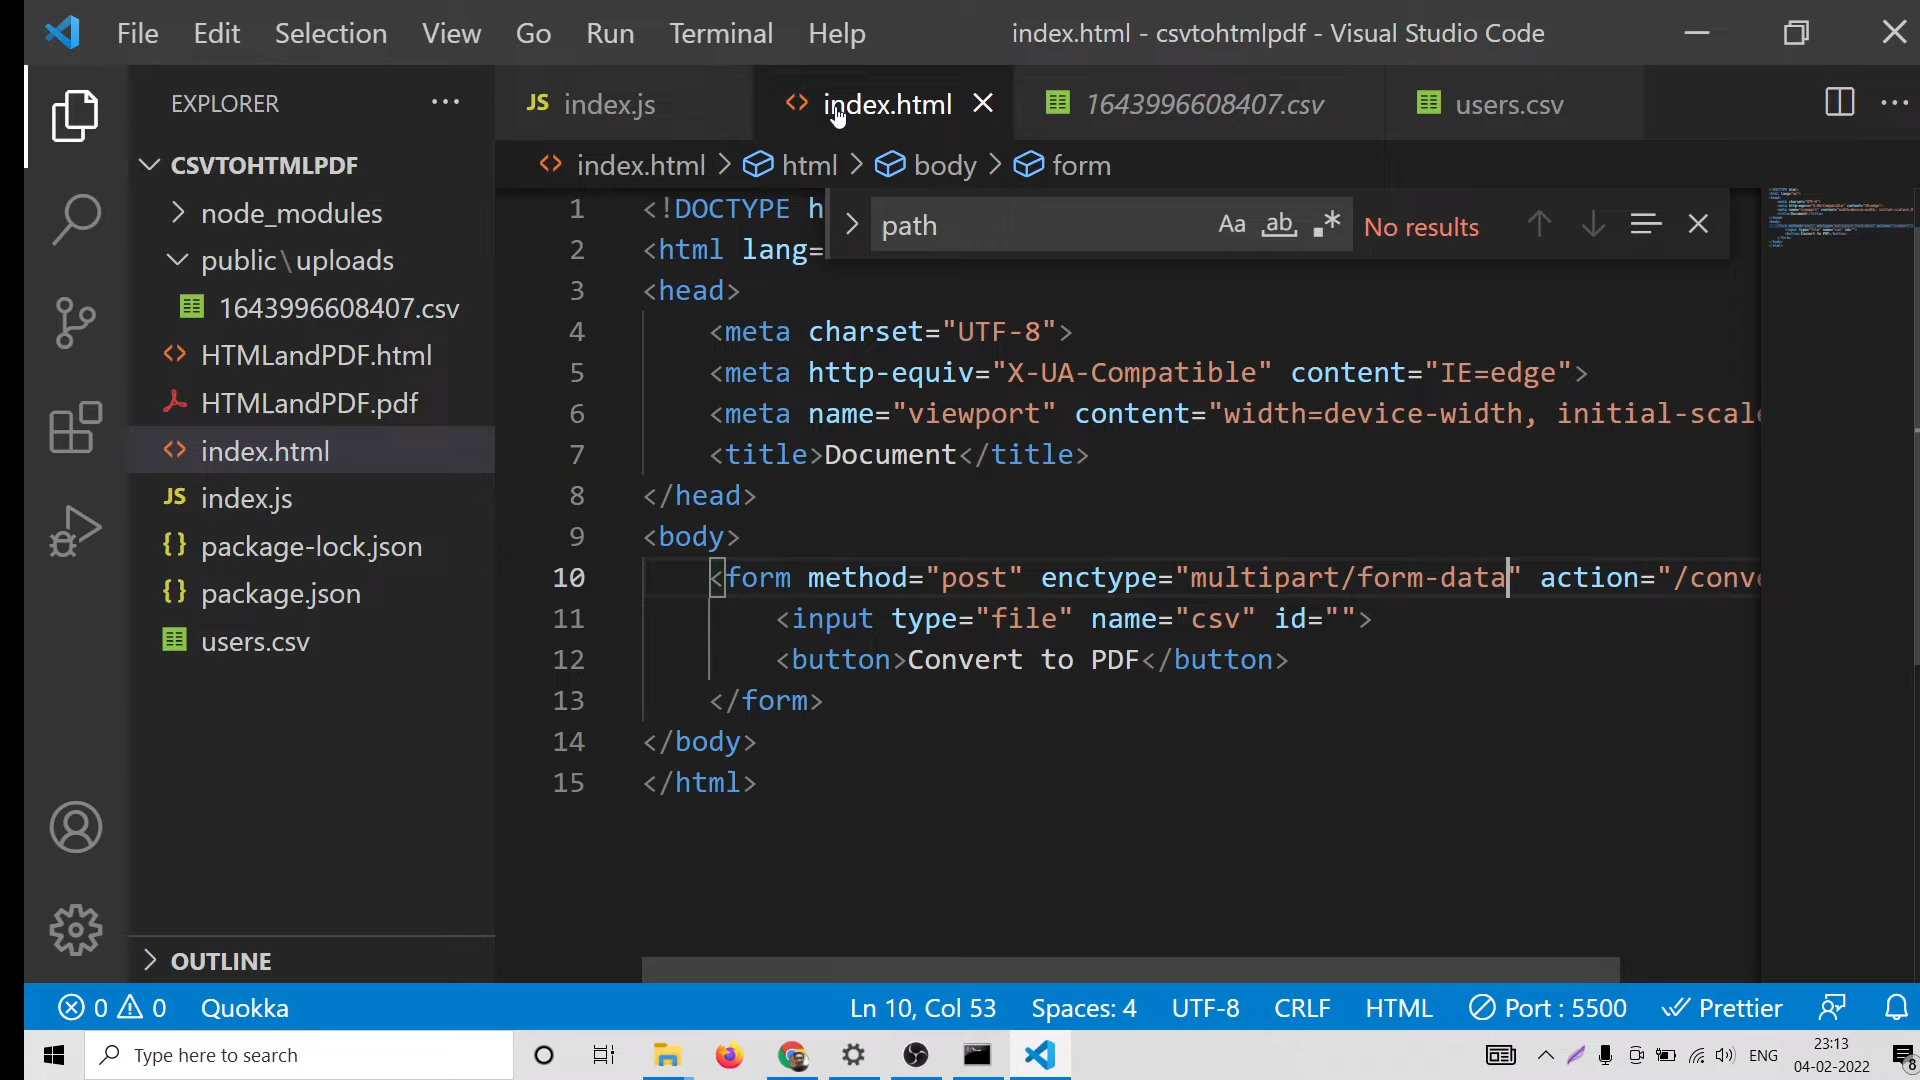 File Edit Selection View Go Run Terminal Help
index.html - csvtohtmlpdf - Visual Studio Code
EXPLORER
JS index.js
<> index.html
1643996608407.csv
users.csv
index.html > html > body > form
CSVTOHTMLPDF
node_modules
public\uploads
1643996608407.csv
<> HTMLandPDF.html
HTMLandPDF.pdf
<> index.html
JS index.js
{} package-lock.json
{} package.json
users.csv
OUTLINE
path Aa ab No results
1 <!DOCTYPE h
2 <html lang=
3 <head>
4 <meta charset="UTF-8">
5 <meta http-equiv="X-UA-Compatible" content="IE=edge">
6 <meta name="viewport" content="width=device-width, initial-scale
7 <title>Document</title>
8 </head>
9 <body>
10 <form method="post" enctype="multipart/form-data" action="/conve
11 <input type="file" name="csv" id="">
12 <button>Convert to PDF</button>
13 </form>
14 </body>
15 </html>
0 0 Quokka
Ln 10, Col 53 Spaces: 4 UTF-8 CRLF HTML Port : 5500 Prettier
Type here to search
ENG
23:13
04-02-2022
8